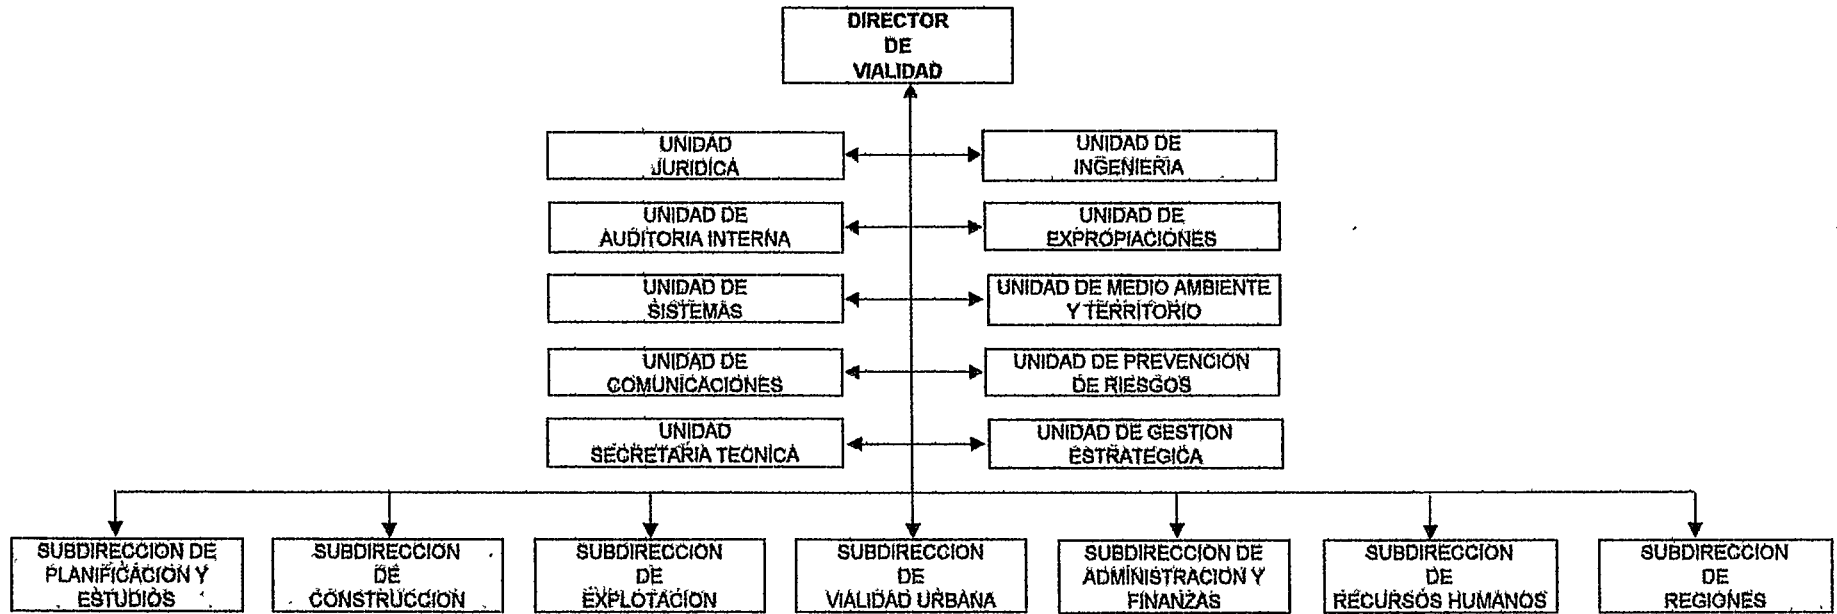 DIRECTOR
DE
VIALIDAD
UNIDAD
JURIDICA
UNIDAD DE
INGENIERIA
UNIDAD DE
AUDITORIA INTERNA
UNIDAD DE
EXPROPIACIONES
UNIDAD DE
SISTEMAS
UNIDAD DE MEDIO AMBIENTE
Y TERRITORIO
UNIDAD DE
COMUNICACIONES
UNIDAD DE PREVENCION
DE RIESGOS
UNIDAD
SECRETARIA TECNICA
UNIDAD DE GESTION
ESTRATEGICA
SUBDIRECCION DE
PLANIFICACION Y
ESTUDIOS
SUBDIRECCION
DE
CONSTRUCCION
SUBDIRECCION
DE
EXPLOTACION
SUBDIRECCION
DE
VIALIDAD URBANA
SUBDIRECCION DE
ADMINISTRACION Y
FINANZAS
SUBDIRECCION
DE
RECURSOS HUMANOS
SUBDIRECCION
DE
REGIONES